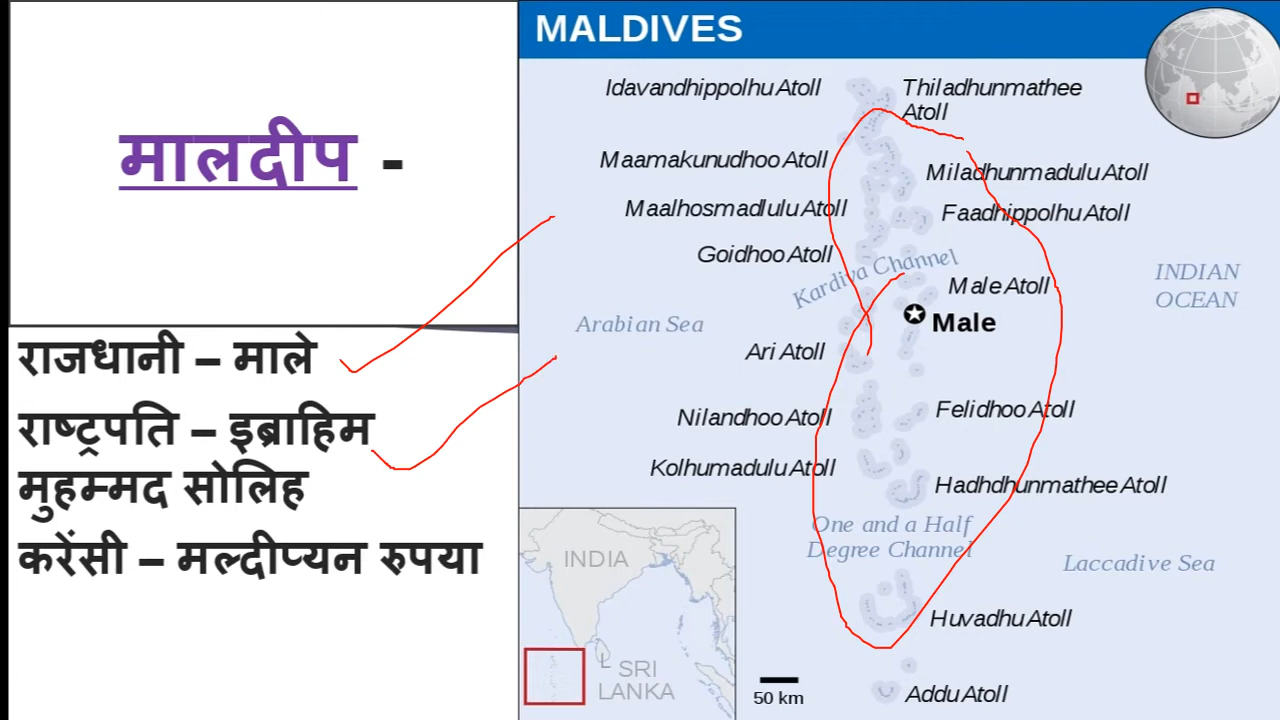 मालदीप -
राजधानी – माले
राष्ट्रपति – इब्राहिम
मुहम्मद सोलिह
करेंसी – मल्दीप्यन रुपया
MALDIVES
Idavandhippolhu Atoll
Thiladhunmathee
Atoll
Maamakunudhoo Atoll
Miladhunmadulu Atoll
Maalhosmadlulu Atoll
Faadhippolhu Atoll
Goidhoo Atoll
Kardiva Channel
INDIAN
OCEAN
Male Atoll
Arabian Sea
Male
Ari Atoll
Nilandhoo Atoll
Felidhoo Atoll
Kolhumadulu Atoll
Hadhdhunmathee Atoll
One and a Half
Degree Channel
Laccadive Sea
INDIA
Huvadhu Atoll
SRI
LANKA
50 km
Addu Atoll